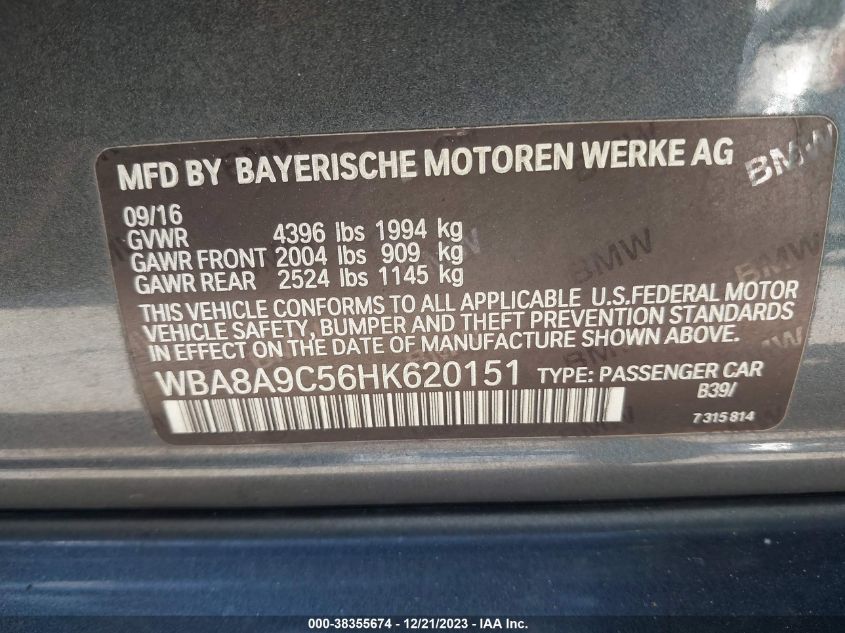 MFD BY BAYERISCHE MOTOREN WERKE AG
BMW
09/16
GVWR 4396 lbs 1994 kg
GAWR FRONT 2004 lbs 909 kg
GAWR REAR 2524 lbs 1145 kg
BMW
BMW
THIS VEHICLE CONFORMS TO ALL APPLICABLE U.S.FEDERAL MOTOR
VEHICLE SAFETY, BUMPER AND THEFT PREVENTION STANDARDS
IN EFFECT ON THE DATE OF MANUFACTURE SHOWN ABOVE.
WBA8A9C56HK620151 TYPE: PASSENGER CAR
B39/
7315814
000-38355674 - 12/21/2023 - IAA Inc.